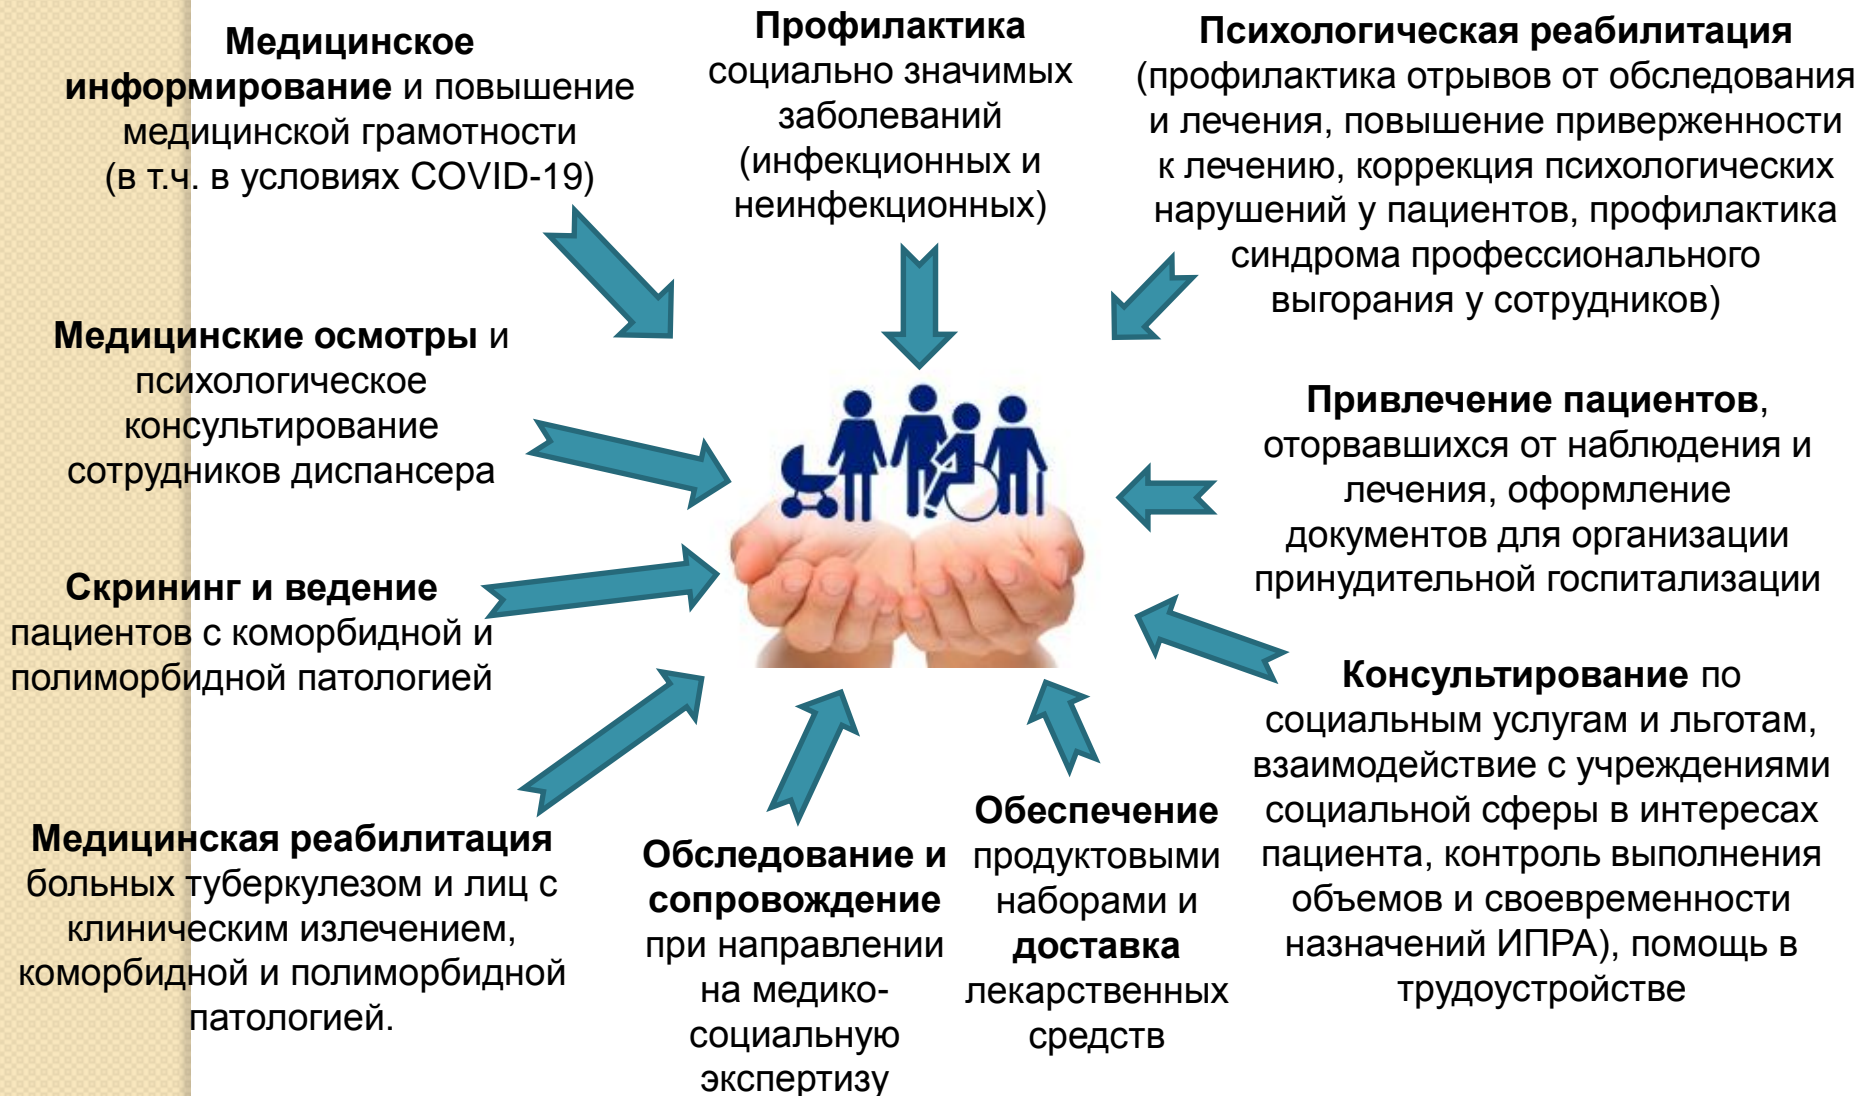 Медицинское
информирование и повышение
медицинской грамотности
(в т.ч. в условиях COVID-19)
Профилактика
социально значимых
заболеваний
(инфекционных и
неинфекционных)
Психологическая реабилитация
(профилактика отрывов от обследования
и лечения, повышение приверженности
к лечению, коррекция психологических
нарушений у пациентов, профилактика
синдрома профессионального
выгорания у сотрудников)
Медицинские осмотры и
психологическое
консультирование
сотрудников диспансера
Привлечение пациентов,
оторвавшихся от наблюдения и
лечения, оформление
документов для организации
принудительной госпитализации
Скрининг и ведение
пациентов с коморбидной и
полиморбидной патологией
Консультирование по
социальным услугам и льготам,
взаимодействие с учреждениями
социальной сферы в интересах
пациента, контроль выполнения
объемов и своевременности
назначений ИПРА), помощь в
трудоустройстве
Медицинская реабилитация
больных туберкулезом и лиц с
клиническим излечением,
коморбидной и полиморбидной
патологией.
Обследование и
сопровождение
при направлении
на медико-
социальную
экспертизу
Обеспечение
продуктовыми
наборами и
доставка
лекарственных
средств